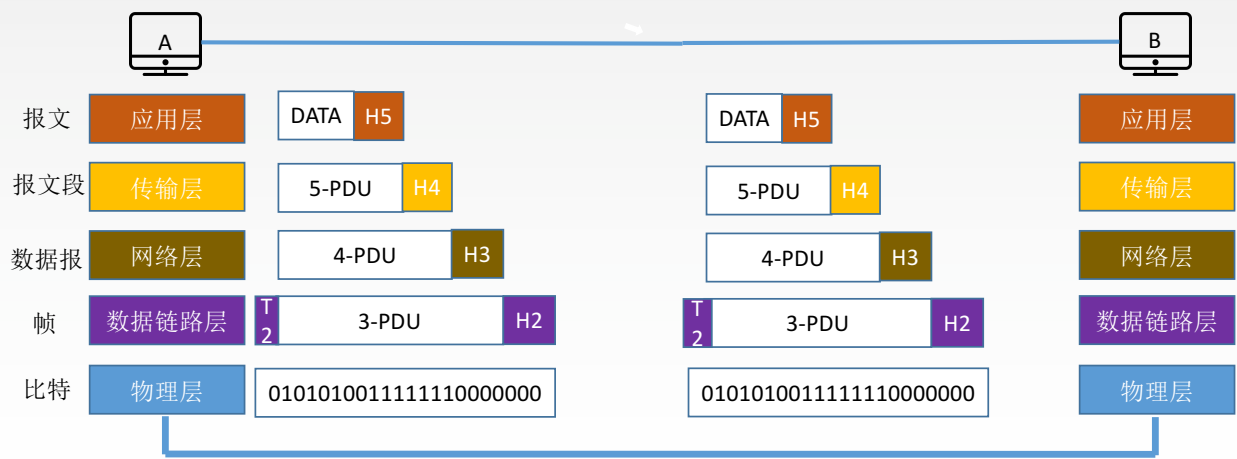 A
B
报文 应用层 DATA H5 DATA H5 应用层
报文段 传输层 5-PDU H4 5-PDU H4 传输层
数据报 网络层 4-PDU H3 4-PDU H3 网络层
帧 数据链路层 T2 3-PDU H2 T2 3-PDU H2 数据链路层
比特 物理层 01010100111111110000000 01010100111111110000000 物理层